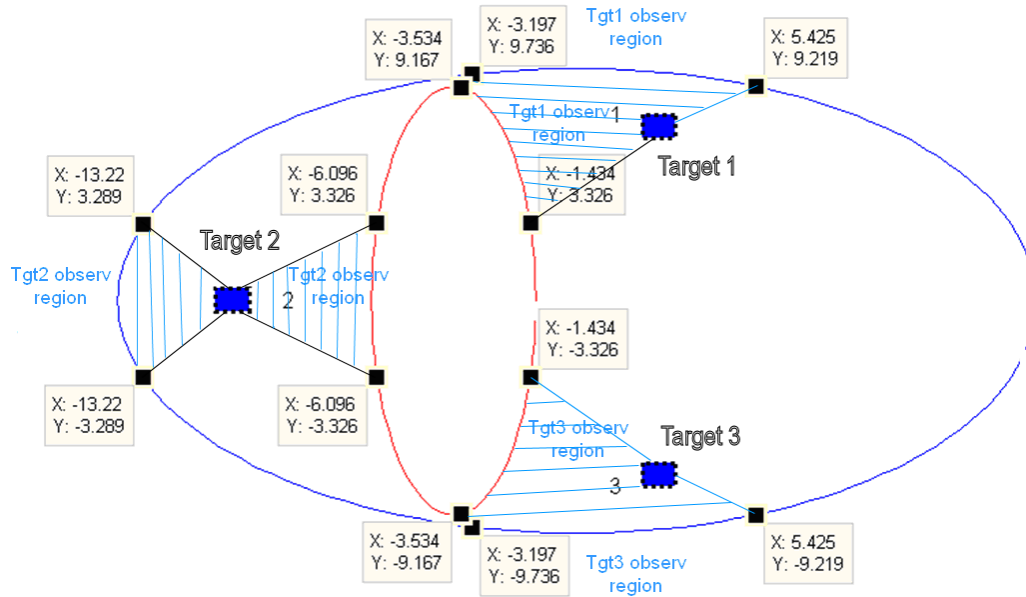 Tgt1 observ
region
X: -3.197
Y: 9.736
X: -3.534
Y: 9.167
X: 5.425
Y: 9.219
Tgt1 observ
region
1
Target 1
X: -1.434
Y: 3.326
X: -13.22
Y: 3.289
X: -6.096
Y: 3.326
Target 2
Tgt2 observ
region
Tgt2 observ
region
2
X: -1.434
Y: -3.326
X: -13.22
Y: -3.289
X: -6.096
Y: -3.326
Tgt3 observ
region
Target 3
3
X: -3.534
Y: -9.167
X: -3.197
Y: -9.736
X: 5.425
Y: -9.219
Tgt3 observ
region